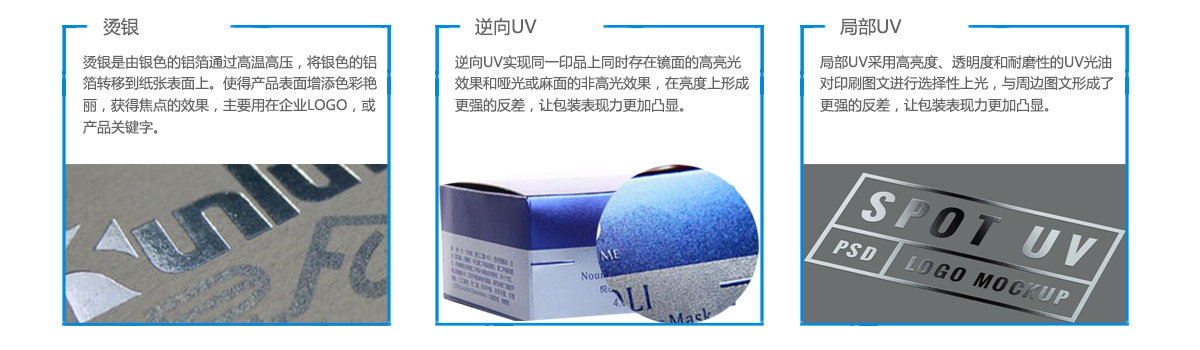 烫银
烫银是由银色的铝箔通过高温高压，将银色的铝
箔转移到纸张表面上。使得产品表面增添色彩艳
丽，获得焦点的效果，主要用在企业LOGO，或
产品关键字。
逆向UV
逆向UV实现同一印品上同时存在镜面的高亮光
效果和哑光或麻面的非高光效果，在亮度上形成
更强的反差，让包装表现力更加凸显。
ME
Nour
OLI
Mask
局部UV
局部UV采用高亮度、透明度和耐磨性的UV光油
对印刷图文进行选择性上光，与周边图文形成了
更强的反差，让包装表现力更加凸显。
SPOT UV
PSD
LOGO MOCKUP